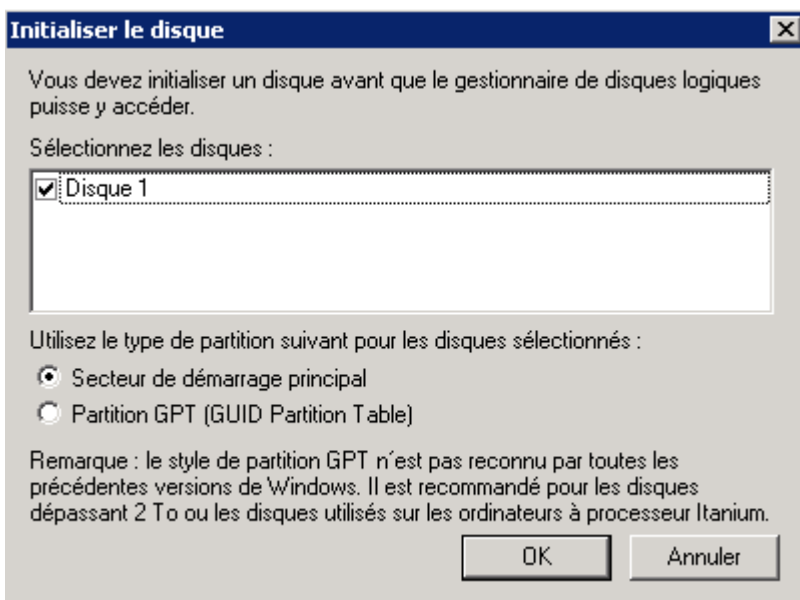 Initialiser le disque
Vous devez initialiser un disque avant que le gestionnaire de disques logiques
puisse y accéder.
Sélectionnez les disques :
Disque 1
Utilisez le type de partition suivant pour les disques sélectionnés :
Secteur de démarrage principal
Partition GPT (GUID Partition Table)
Remarque : le style de partition GPT n´est pas reconnu par toutes les
précédentes versions de Windows. Il est recommandé pour les disques
dépassant 2 To ou les disques utilisés sur les ordinateurs à processeur Itanium.
OK
Annuler